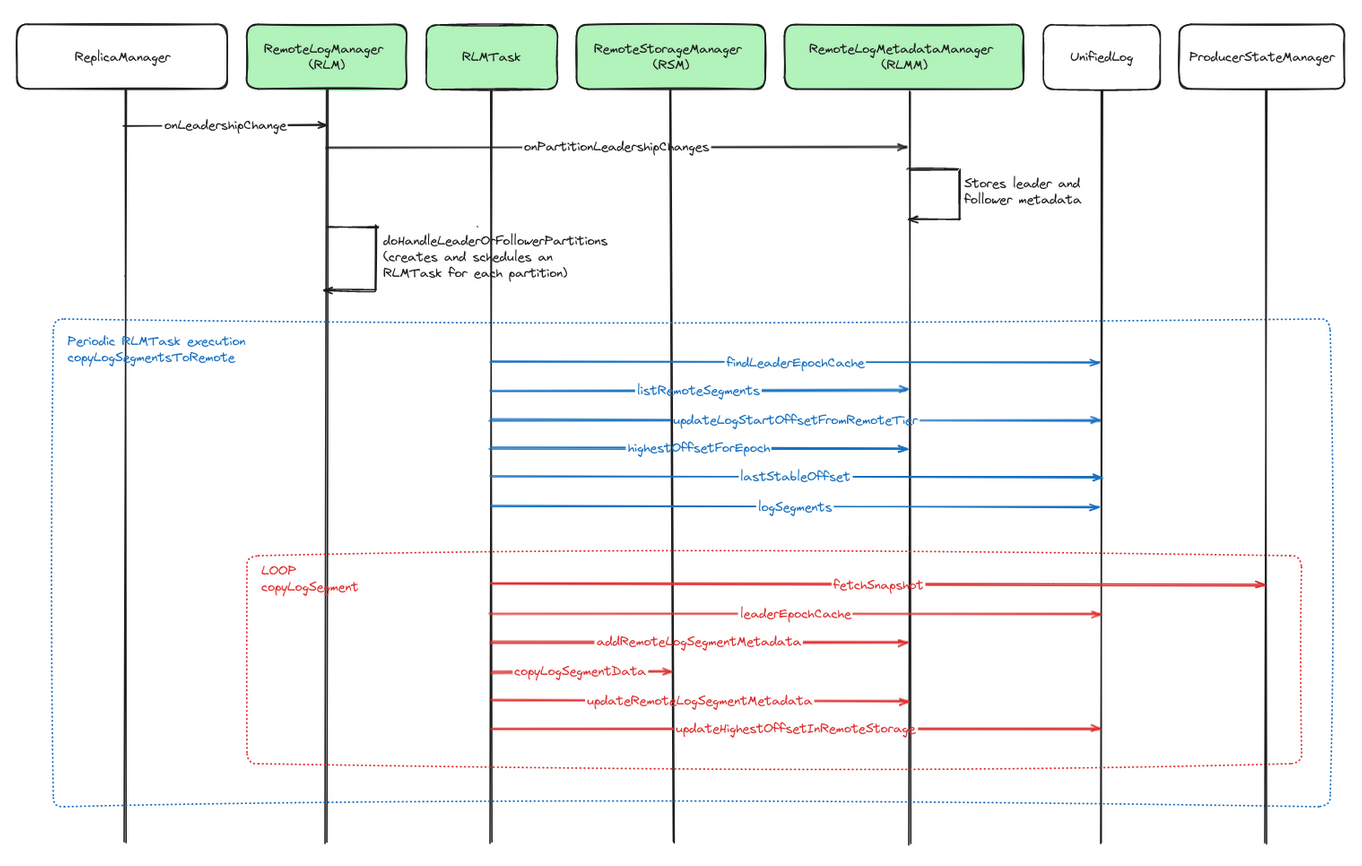 ReplicaManager
RemoteLogManager
(RLM)
RLMTask
RemoteStorageManager
(RSM)
RemoteLogMetadataManager
(RLMM)
UnifiedLog
ProducerStateManager
onLeadershipChange
onPartitionLeadershipChanges
Stores leader and
follower metadata
doHandleLeaderOrFollowerPartitions
(creates and schedules an
RLMTask for each partition)
Periodic RLMTask execution
copyLogSegmentsToRemote
findLeaderEpochCache
listRemoteSegments
updateLogStartOffsetFromRemoteTier
highestOffsetForEpoch
lastStableOffset
logSegments
LOOP
copyLogSegment
fetchSnapshot
leaderEpochCache
addRemoteLogSegmentMetadata
copyLogSegmentData
updateRemoteLogSegmentMetadata
updateHighestOffsetInRemoteStorage